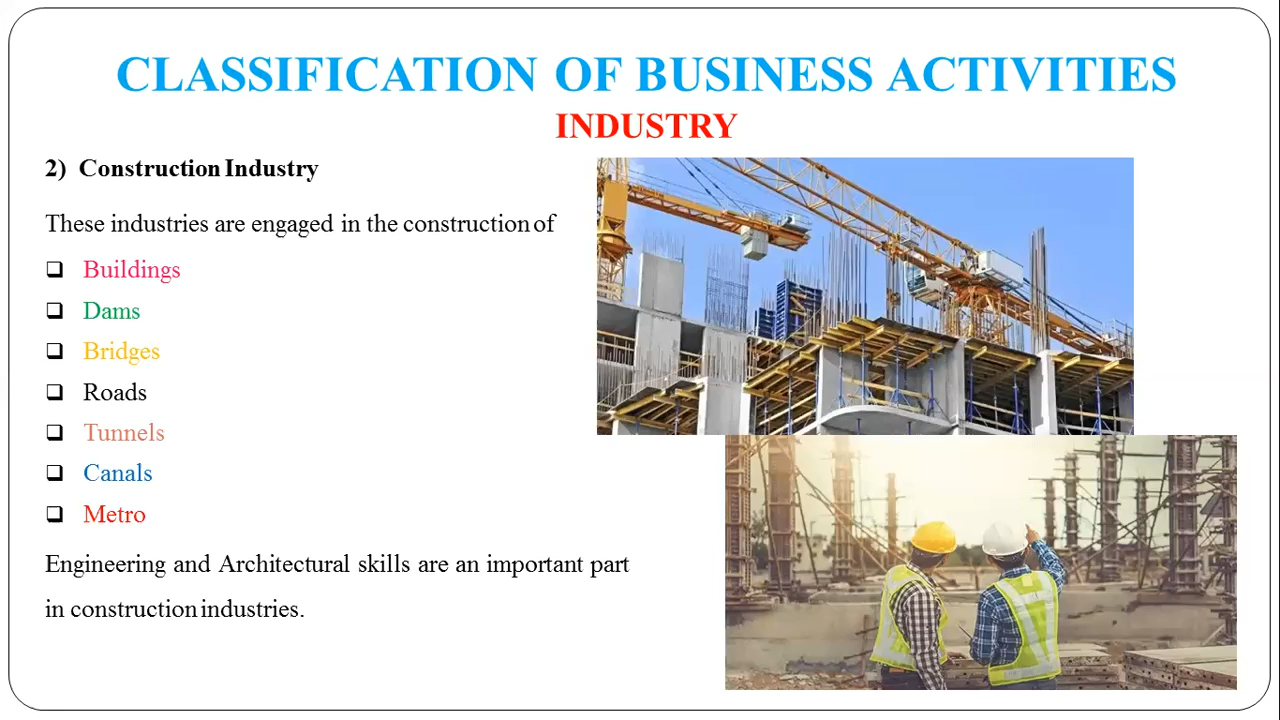 CLASSIFICATION OF BUSINESS ACTIVITIES
INDUSTRY
2) Construction Industry
These industries are engaged in the construction of
❑ Buildings
❑ Dams
❑ Bridges
❑ Roads
❑ Tunnels
❑ Canals
❑ Metro
Engineering and Architectural skills are an important part
in construction industries.